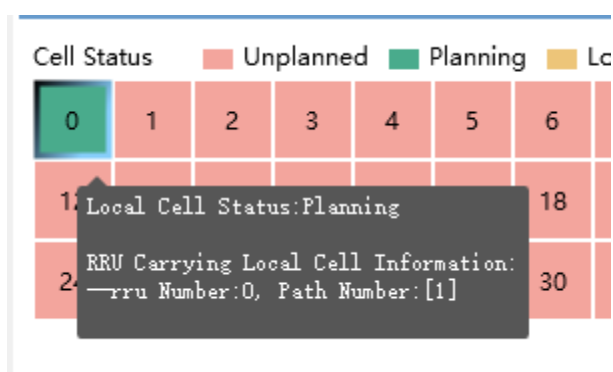 Cell Status Unplanned Planning
0 1 2 3 4 5 6
18
30
Local Cell Status:Planning
RRU Carrying Local Cell Information:
——rru Number:0, Path Number:[1]